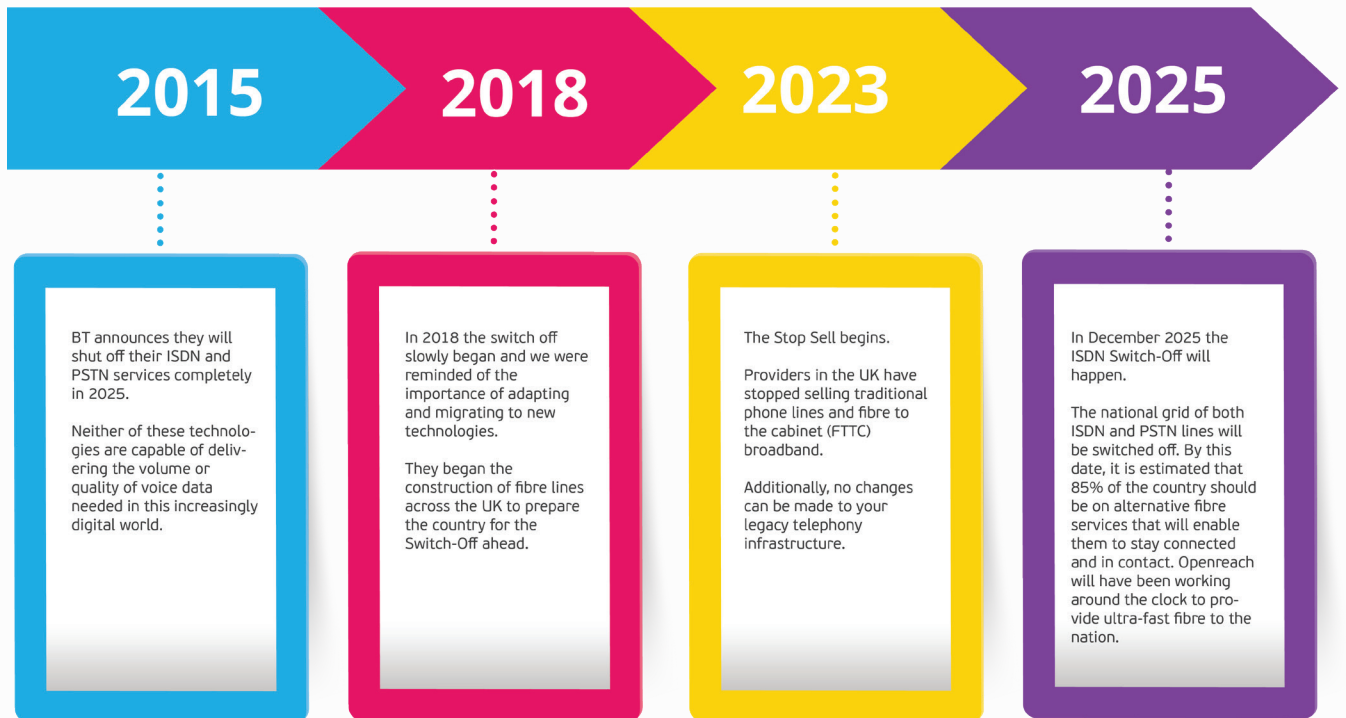 2015
2018
2023
2025
BT announces they will
shut off their ISDN and
PSTN services completely
in 2025.
Neither of these technolo-
gies are capable of deliv-
ering the volume or
quality of voice data
needed in this increasingly
digital world.
In 2018 the switch off
slowly began and we were
reminded of the
importance of adapting
and migrating to new
technologies.
They began the
construction of fibre lines
across the UK to prepare
the country for the
Switch-Off ahead.
The Stop Sell begins.
Providers in the UK have
stopped selling traditional
phone lines and fibre to
the cabinet (FTTC)
broadband.
Additionally, no changes
can be made to your
legacy telephony
infrastructure.
In December 2025 the
ISDN Switch-Off will
happen.
The national grid of both
ISDN and PSTN lines will
be switched off. By this
date, it is estimated that
85% of the country should
be on alternative fibre
services that will enable
them to stay connected
and in contact. Openreach
will have been working
around the clock to pro-
vide ultra-fast fibre to the
nation.